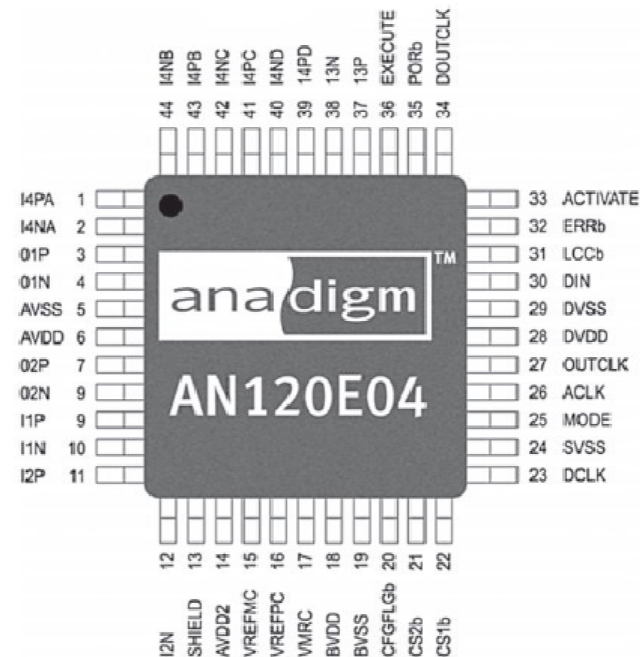 44 I4NB
43 I4PB
42 I4NC
41 I4PC
40 I4ND
39 14PD
38 13N
37 13P
36 EXECUTE
35 PORb
34 DOUTCLK
I4PA 1
I4NA 2
01P 3
01N 4
AVSS 5
AVDD 6
02P 7
02N 9
I1P 9
I1N 10
I2P 11
33 ACTIVATE
32 ERRb
31 LCCb
30 DIN
29 DVSS
28 DVDD
27 OUTCLK
26 ACLK
25 MODE
24 SVSS
23 DCLK
anadigm TM
AN120E04
12 I2N
13 SHIELD
14 AVDD2
15 VREFMC
16 VREFPC
17 VMRC
18 BVDD
19 BVSS
20 CFGFLGb
21 CS2b
22 CS1b